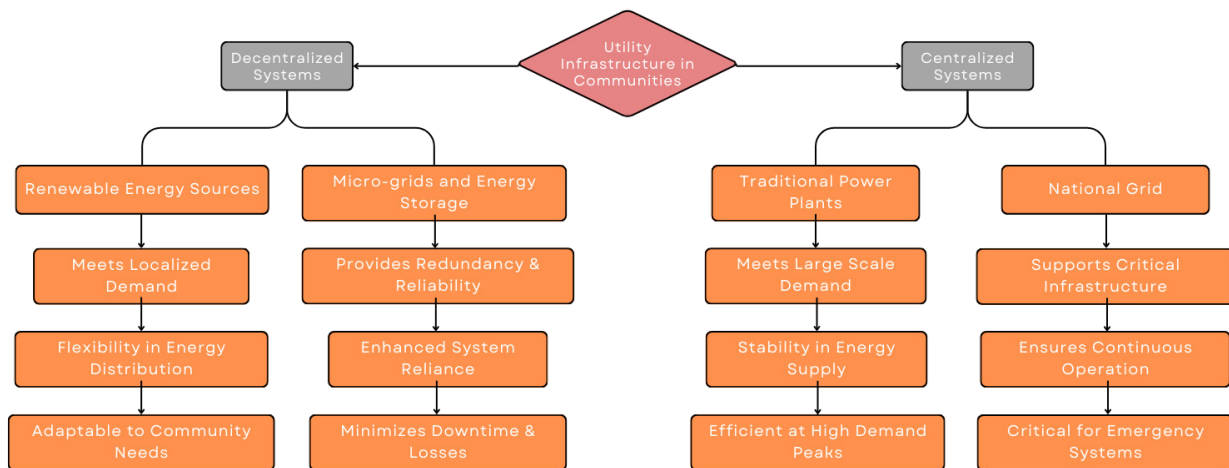 Utility
Infrastructure in
Communities
Decentralized
Systems
Centralized
Systems
Renewable Energy Sources
Micro-grids and Energy
Storage
Traditional Power
Plants
National Grid
Meets Localized
Demand
Provides Redundancy &
Reliability
Meets Large Scale
Demand
Supports Critical
Infrastructure
Flexibility in Energy
Distribution
Enhanced System
Reliance
Stability in Energy
Supply
Ensures Continuous
Operation
Adaptable to Community
Needs
Minimizes Downtime &
Losses
Efficient at High Demand
Peaks
Critical for Emergency
Systems